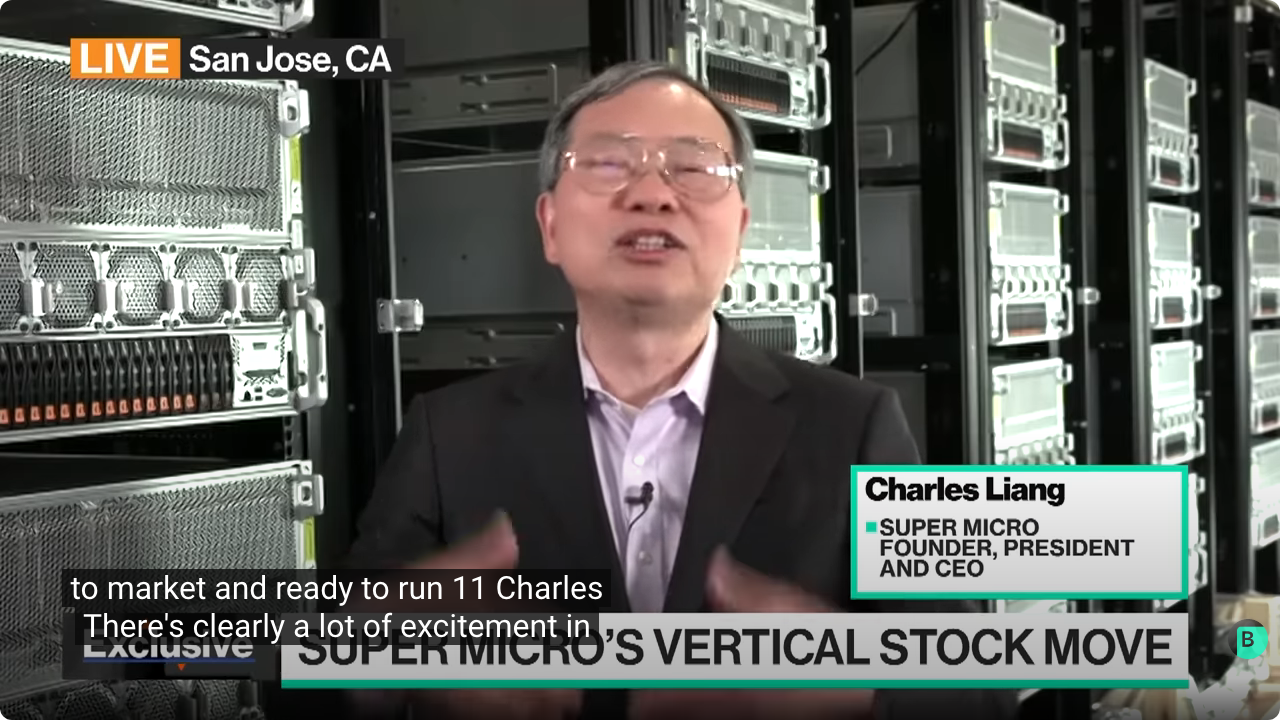 LIVE San Jose, CA
Charles Liang
SUPER MICRO
FOUNDER, PRESIDENT
AND CEO
to market and ready to run 11 Charles
There's clearly a lot of excitement in
Exclusive
SUPER MICRO'S VERTICAL STOCK MOVE
B